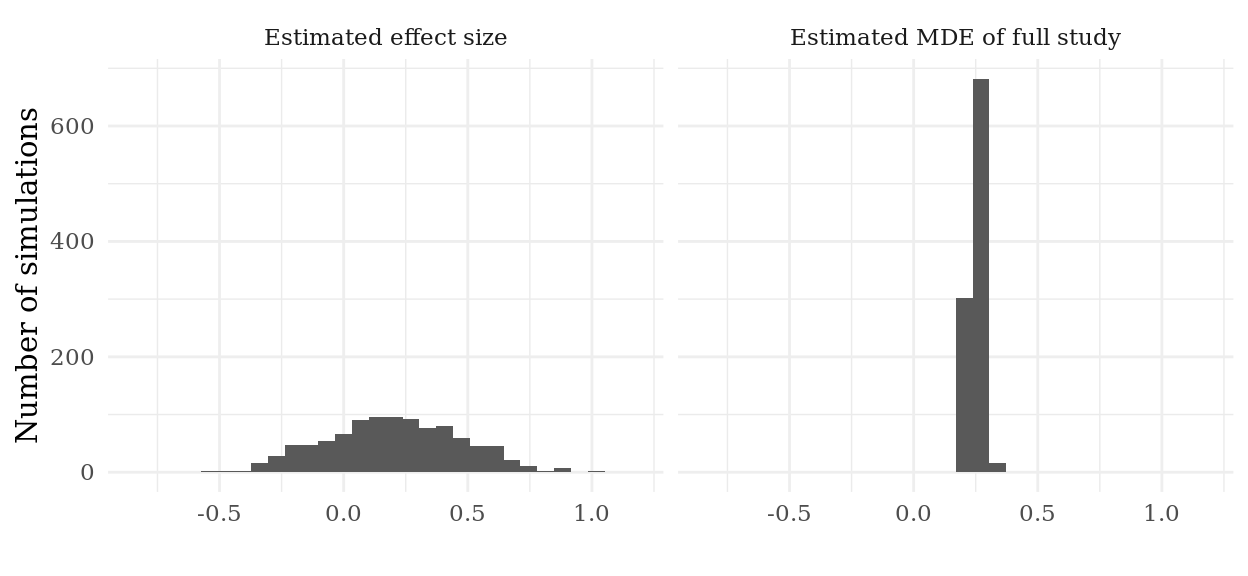 Estimated effect size
Estimated MDE of full study
Number of simulations
600
400
200
0
-0.5 0.0 0.5 1.0
-0.5 0.0 0.5 1.0